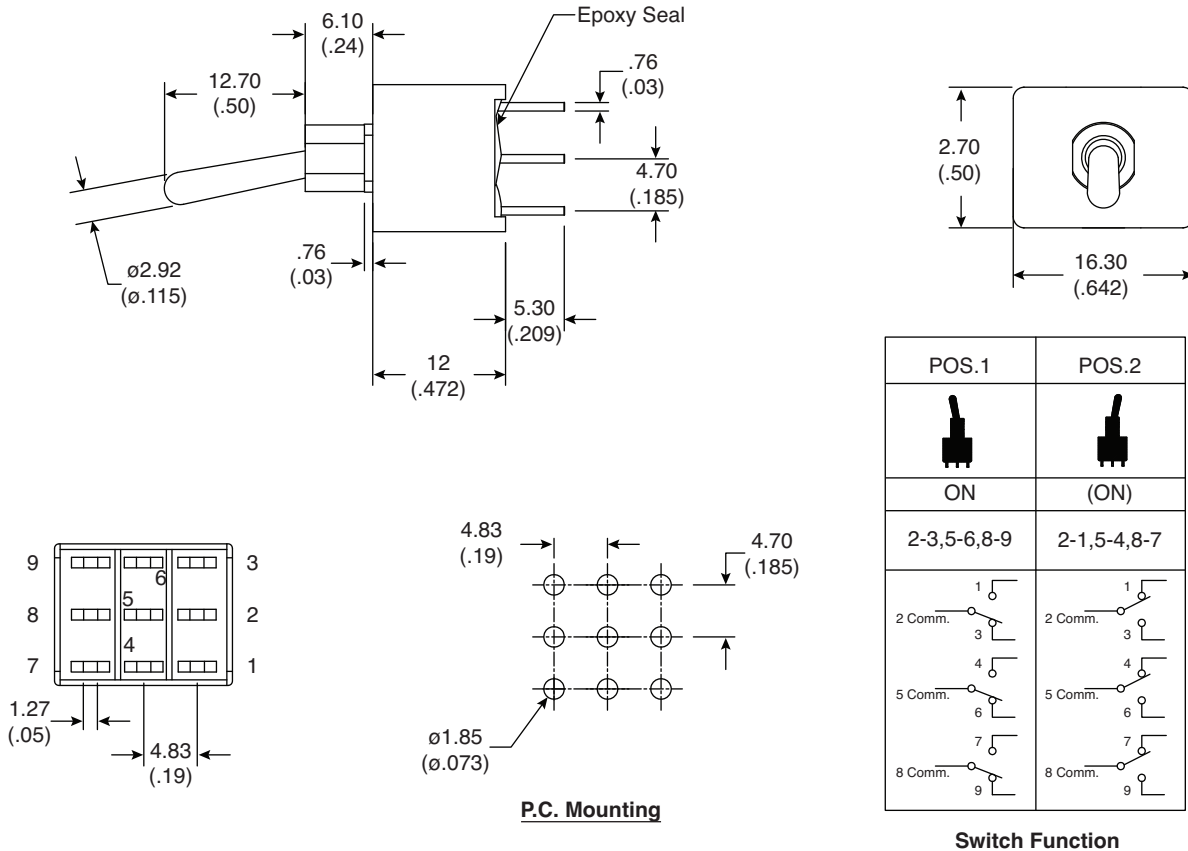 6.10
(.24)
Epoxy Seal
.76
(.03)
12.70
(.50)
4.70
(.185)
.76
(.03)
ø2.92
(ø.115)
5.30
(.209)
12
(.472)
2.70
(.50)
16.30
(.642)
POS.1 POS.2
ON (ON)
2-3,5-6,8-9 2-1,5-4,8-7
1 1
2 Comm. 2 Comm.
3 3
4 4
5 Comm. 5 Comm.
6 6
7 7
8 Comm. 8 Comm.
9 9
Switch Function
9 6 3
8 5 2
7 4 1
1.27
(.05)
4.83
(.19)
4.83
(.19)
4.70
(.185)
ø1.85
(ø.073)
P.C. Mounting